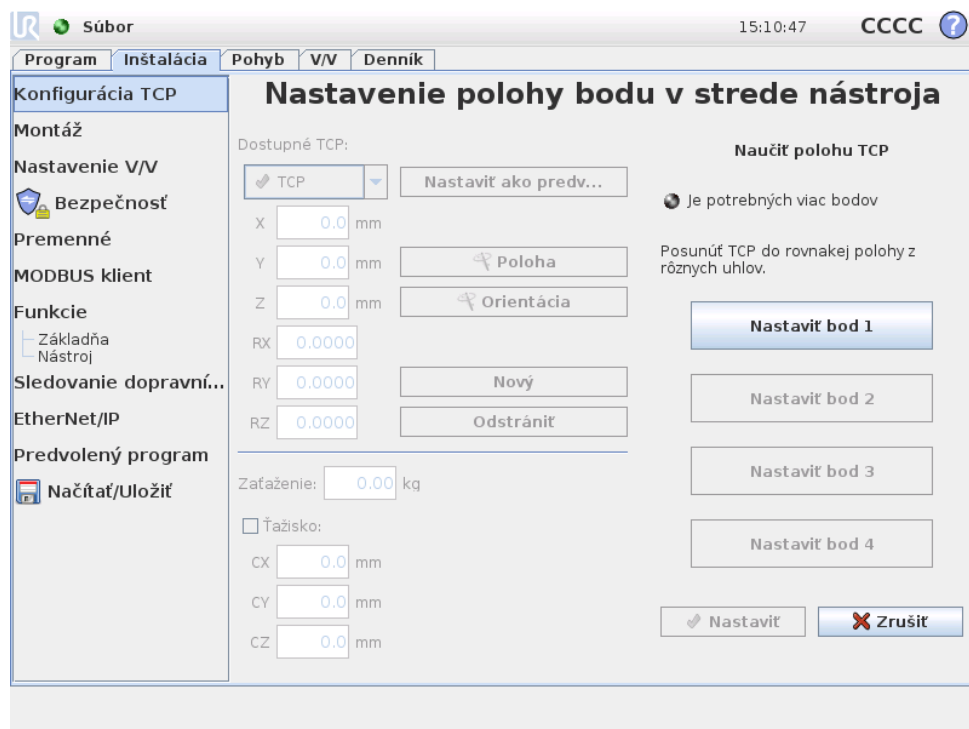 UR Súbor 15:10:47 CCCC ?
Program Inštalácia Pohyb V/V Denník
Konfigurácia TCP
Montáž
Nastavenie V/V
Bezpečnosť
Premenné
MODBUS klient
Funkcie
Základňa
Nástroj
Sledovanie dopravní...
EtherNet/IP
Predvolený program
Načítať/Uložiť
Nastavenie polohy bodu v strede nástroja
Dostupné TCP:
TCP Nastaviť ako predv...
X 0.0 mm
Y 0.0 mm Poloha
Z 0.0 mm Orientácia
RX 0.0000
RY 0.0000 Nový
RZ 0.0000 Odstrániť
Zaťaženie: 0.00 kg
Ťažisko:
CX 0.0 mm
CY 0.0 mm
CZ 0.0 mm
Naučiť polohu TCP
Je potrebných viac bodov
Posunúť TCP do rovnakej polohy z
rôznych uhlov.
Nastaviť bod 1
Nastaviť bod 2
Nastaviť bod 3
Nastaviť bod 4
Nastaviť Zrušiť